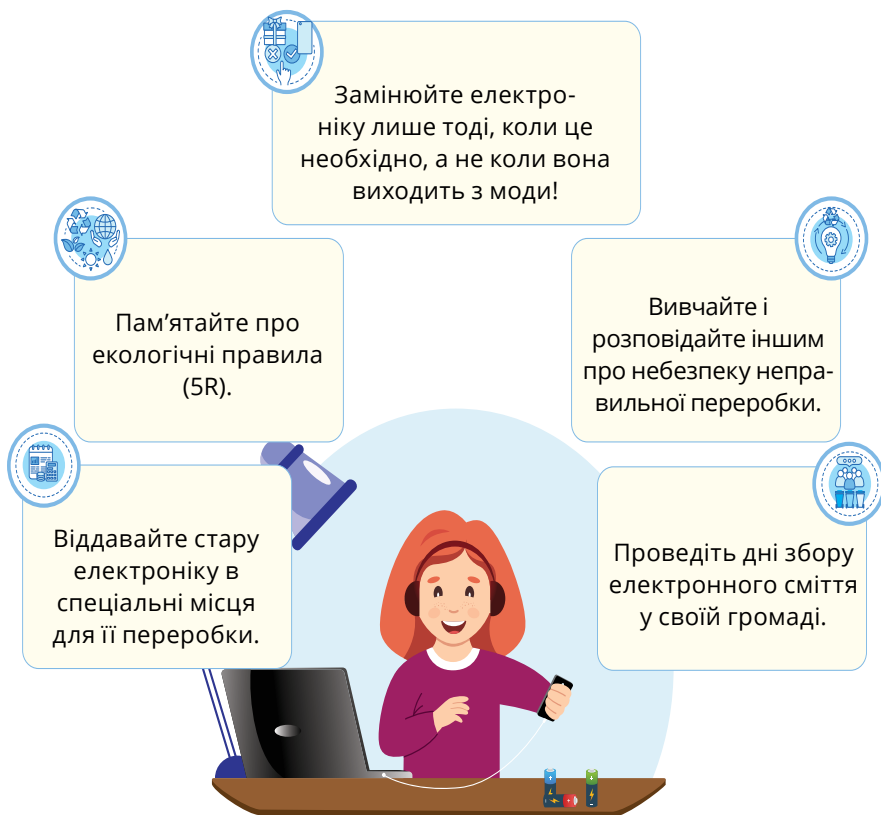 Замінюйте електро-
ніку лише тоді, коли це
необхідно, а не коли вона
виходить з моди!
Пам’ятайте про
екологічні правила
(5R).
Вивчайте і
розповідайте іншим
про небезпеку непра-
вильної переробки.
Віддавайте стару
електроніку в
спеціальні місця
для її переробки.
Проведіть дні збору
електронного сміття
у своїй громаді.